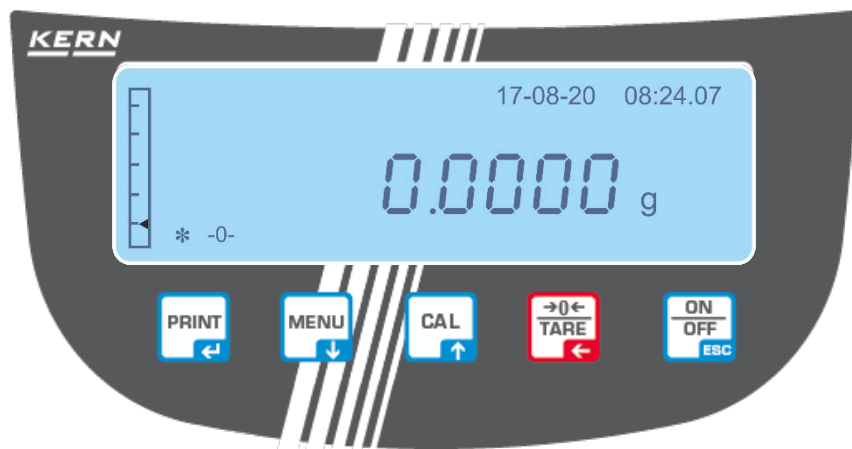 KERN
17-08-20 08:24.07
0.0000 g
✻ -0-
PRINT MENU CAL →0← ON
TARE OFF
ESC